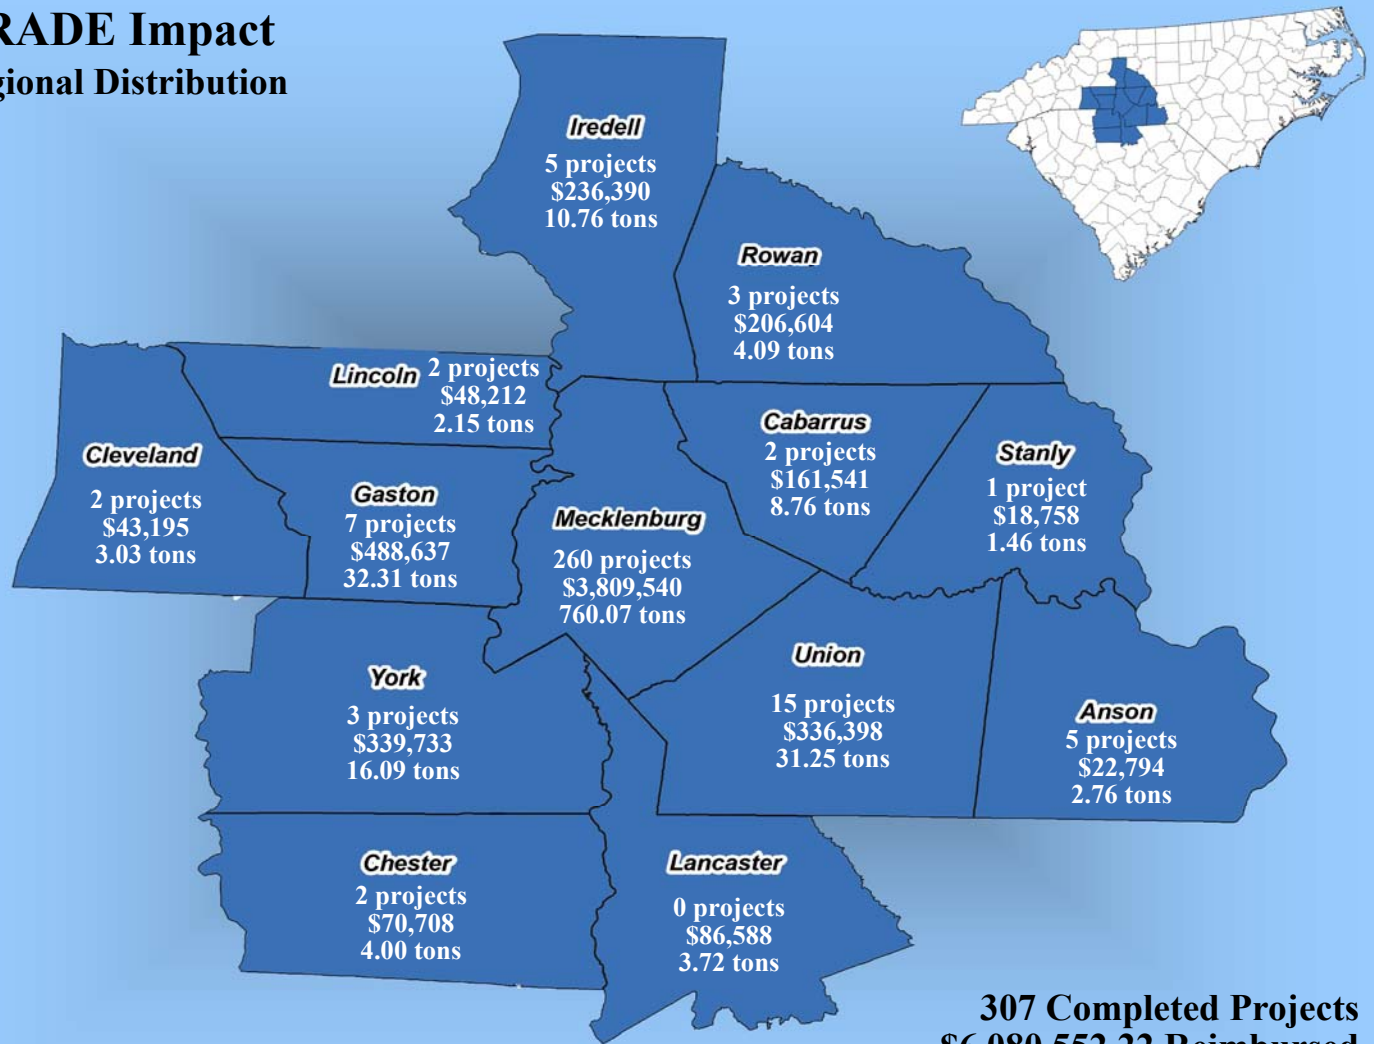 RADE Impact
gional Distribution
Iredell
5 projects
$236,390
10.76 tons
Rowan
3 projects
$206,604
4.09 tons
Lincoln
2 projects
$48,212
2.15 tons
Cleveland
2 projects
$43,195
3.03 tons
Gaston
7 projects
$488,637
32.31 tons
Mecklenburg
260 projects
$3,809,540
760.07 tons
Cabarrus
2 projects
$161,541
8.76 tons
Stanly
1 project
$18,758
1.46 tons
York
3 projects
$339,733
16.09 tons
Union
15 projects
$336,398
31.25 tons
Anson
5 projects
$22,794
2.76 tons
Chester
2 projects
$70,708
4.00 tons
Lancaster
0 projects
$86,588
3.72 tons
307 Completed Projects
$6,080,552.22 Reimbursed